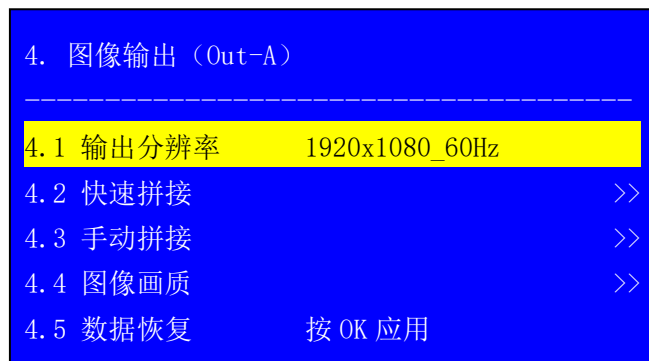 4. 图像输出（Out-A）
--------------------------------------
4.1 输出分辨率 1920x1080_60Hz
4.2 快速拼接 >>
4.3 手动拼接 >>
4.4 图像画质 >>
4.5 数据恢复 按 OK 应用